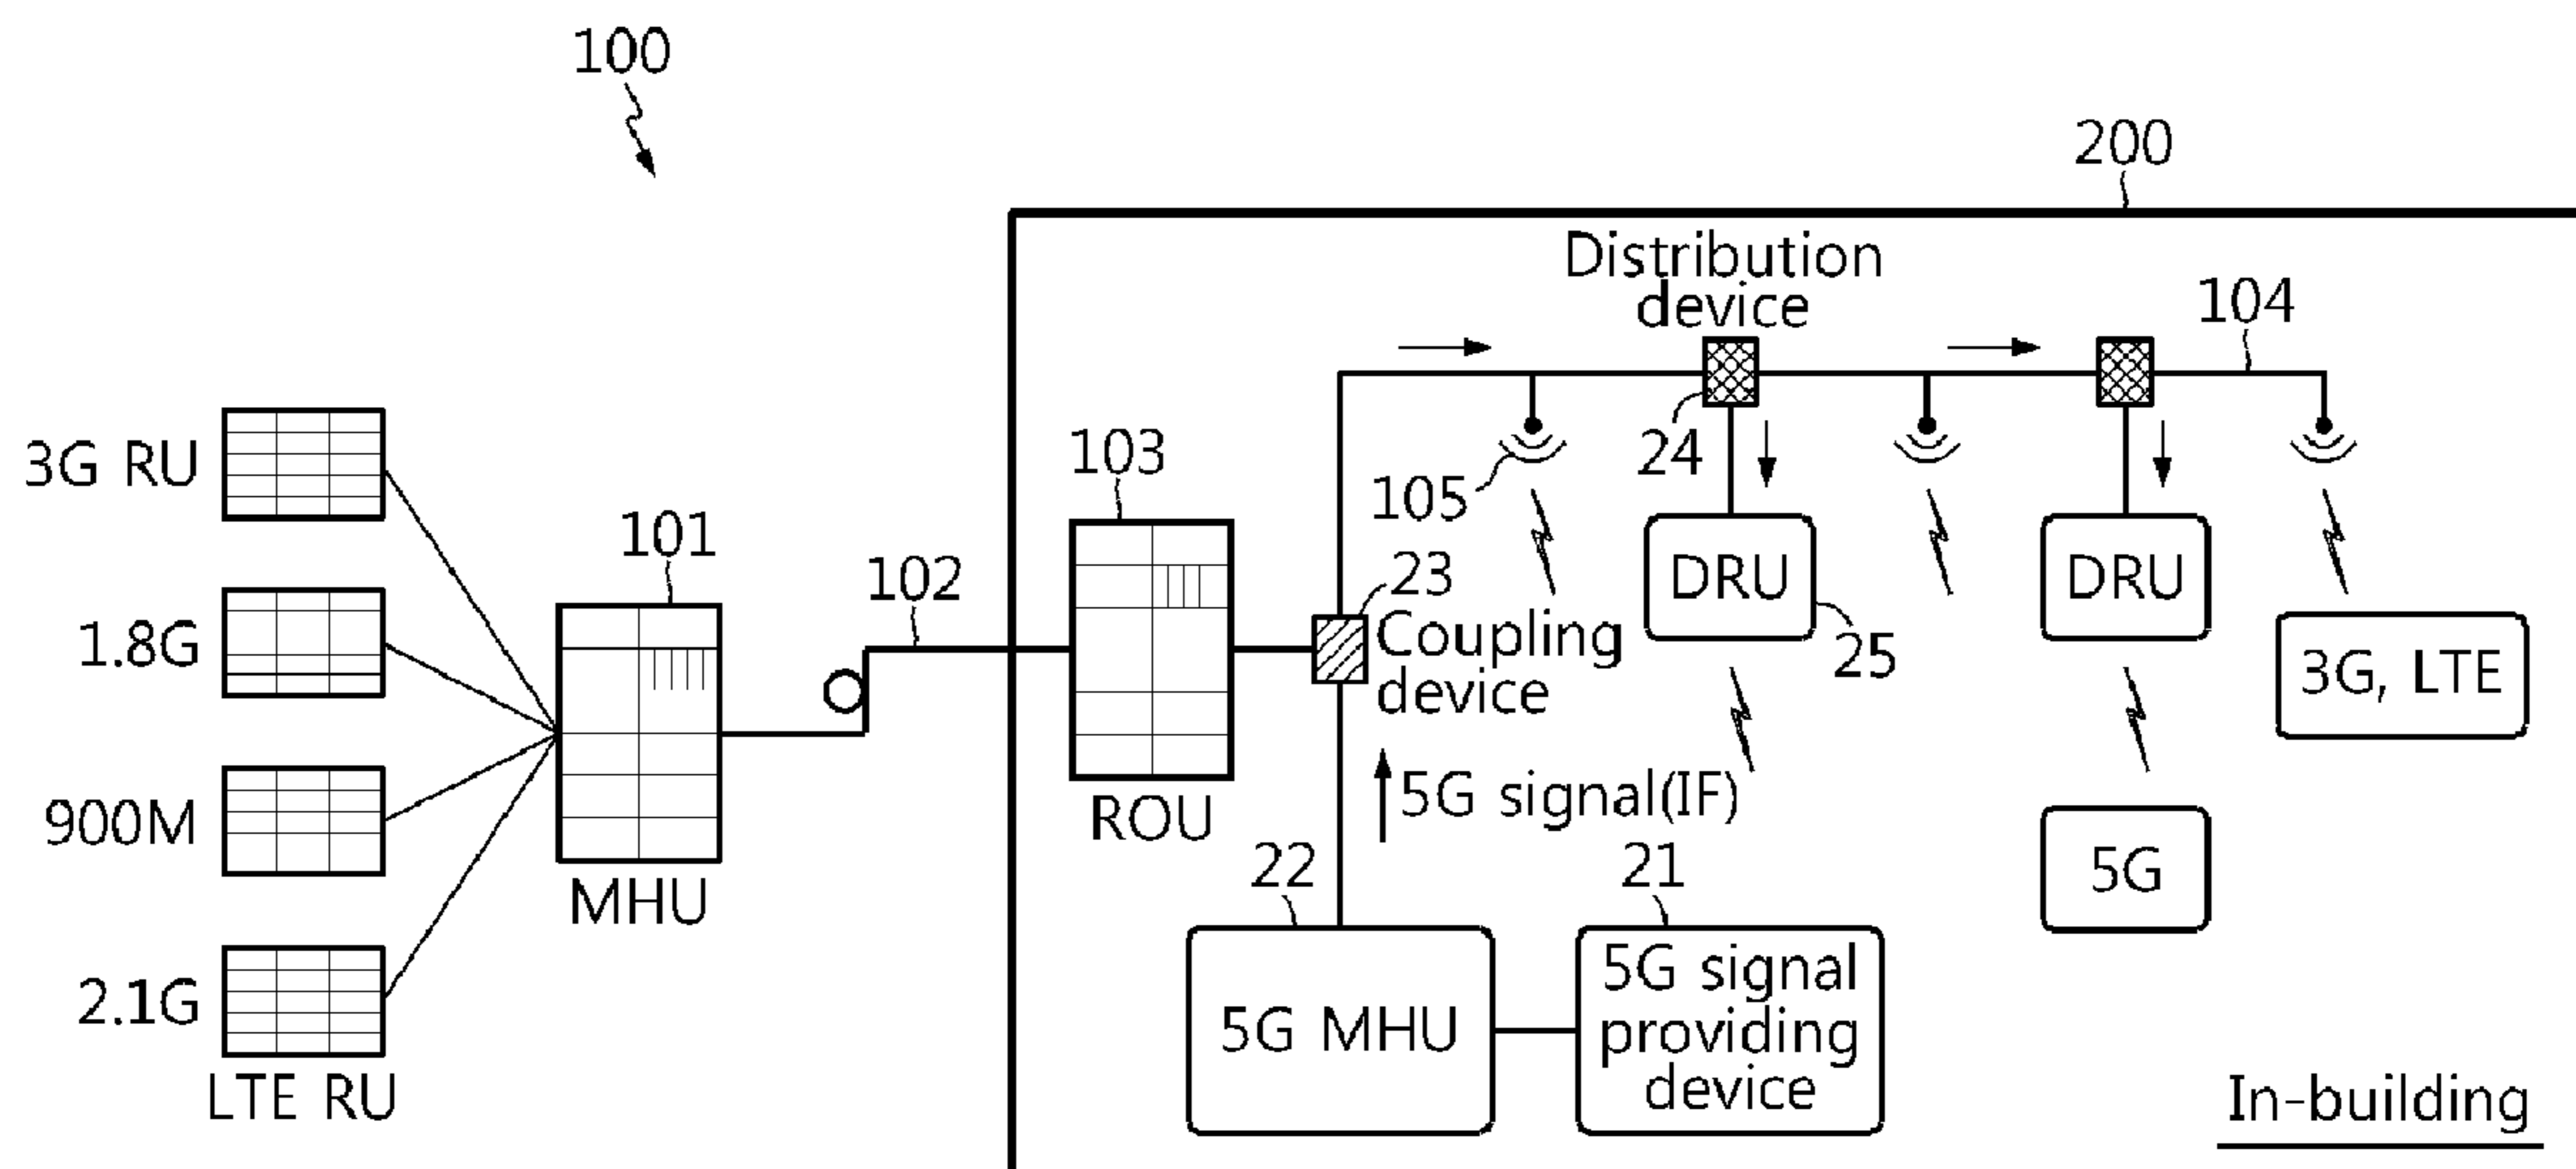 100
200
Distribution
device
104
3G RU
103
105
24
101
102
23
DRU
DRU
1.8G
Coupling
device
25
3G, LTE
900M
ROU
5G signal(IF)
MHU
22
21
5G
2.1G
5G MHU
5G signal
providing
device
LTE RU
In-building